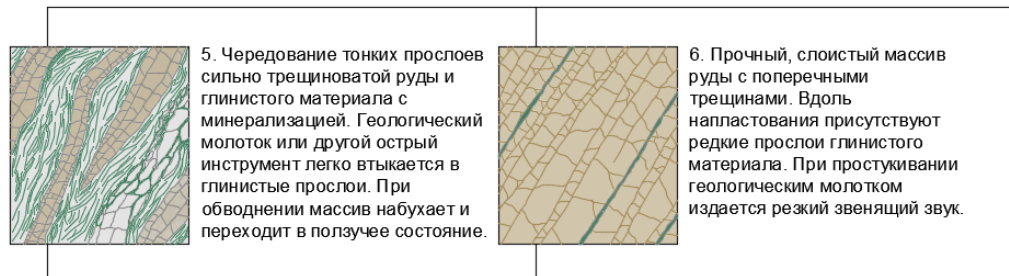 5. Чередование тонких прослоев
сильно трещиноватой руды и
глинистого материала с
минерализацией. Геологический
молоток или другой острый
инструмент легко втыкается в
глинистые прослои. При
обводнении массив набухает и
переходит в ползучее состояние.
6. Прочный, слоистый массив
руды с поперечными
трещинами. Вдоль
напластования присутствуют
редкие прослои глинистого
материала. При простукивании
геологическим молотком
издается резкий звенящий звук.